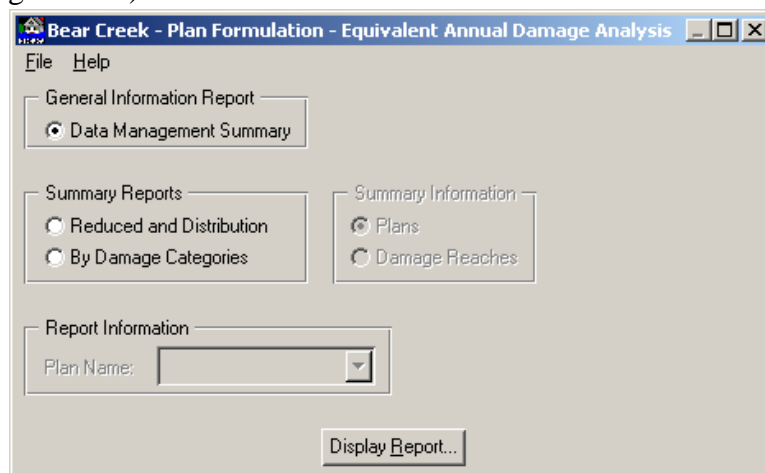 Bear Creek - Plan Formulation - Equivalent Annual Damage Analysis
File Help
General Information Report
Data Management Summary
Summary Reports
Summary Information
Reduced and Distribution
Plans
By Damage Categories
Damage Reaches
Report Information
Plan Name:
Display Report...